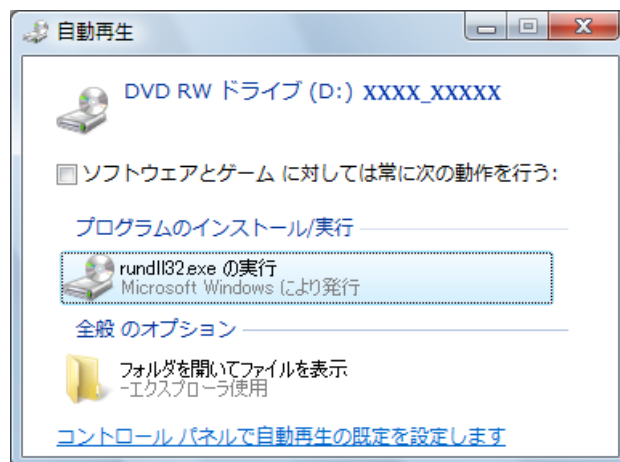 自動再生
DVD RW ドライブ (D:) XXXX_XXXXX
ソフトウェアとゲーム に対しては常に次の動作を行う:
プログラムのインストール/実行
rundll32.exe の実行
Microsoft Windows により発行
全般 のオプション
フォルダを開いてファイルを表示
-エクスプローラ使用
コントロール パネルで自動再生の既定を設定します